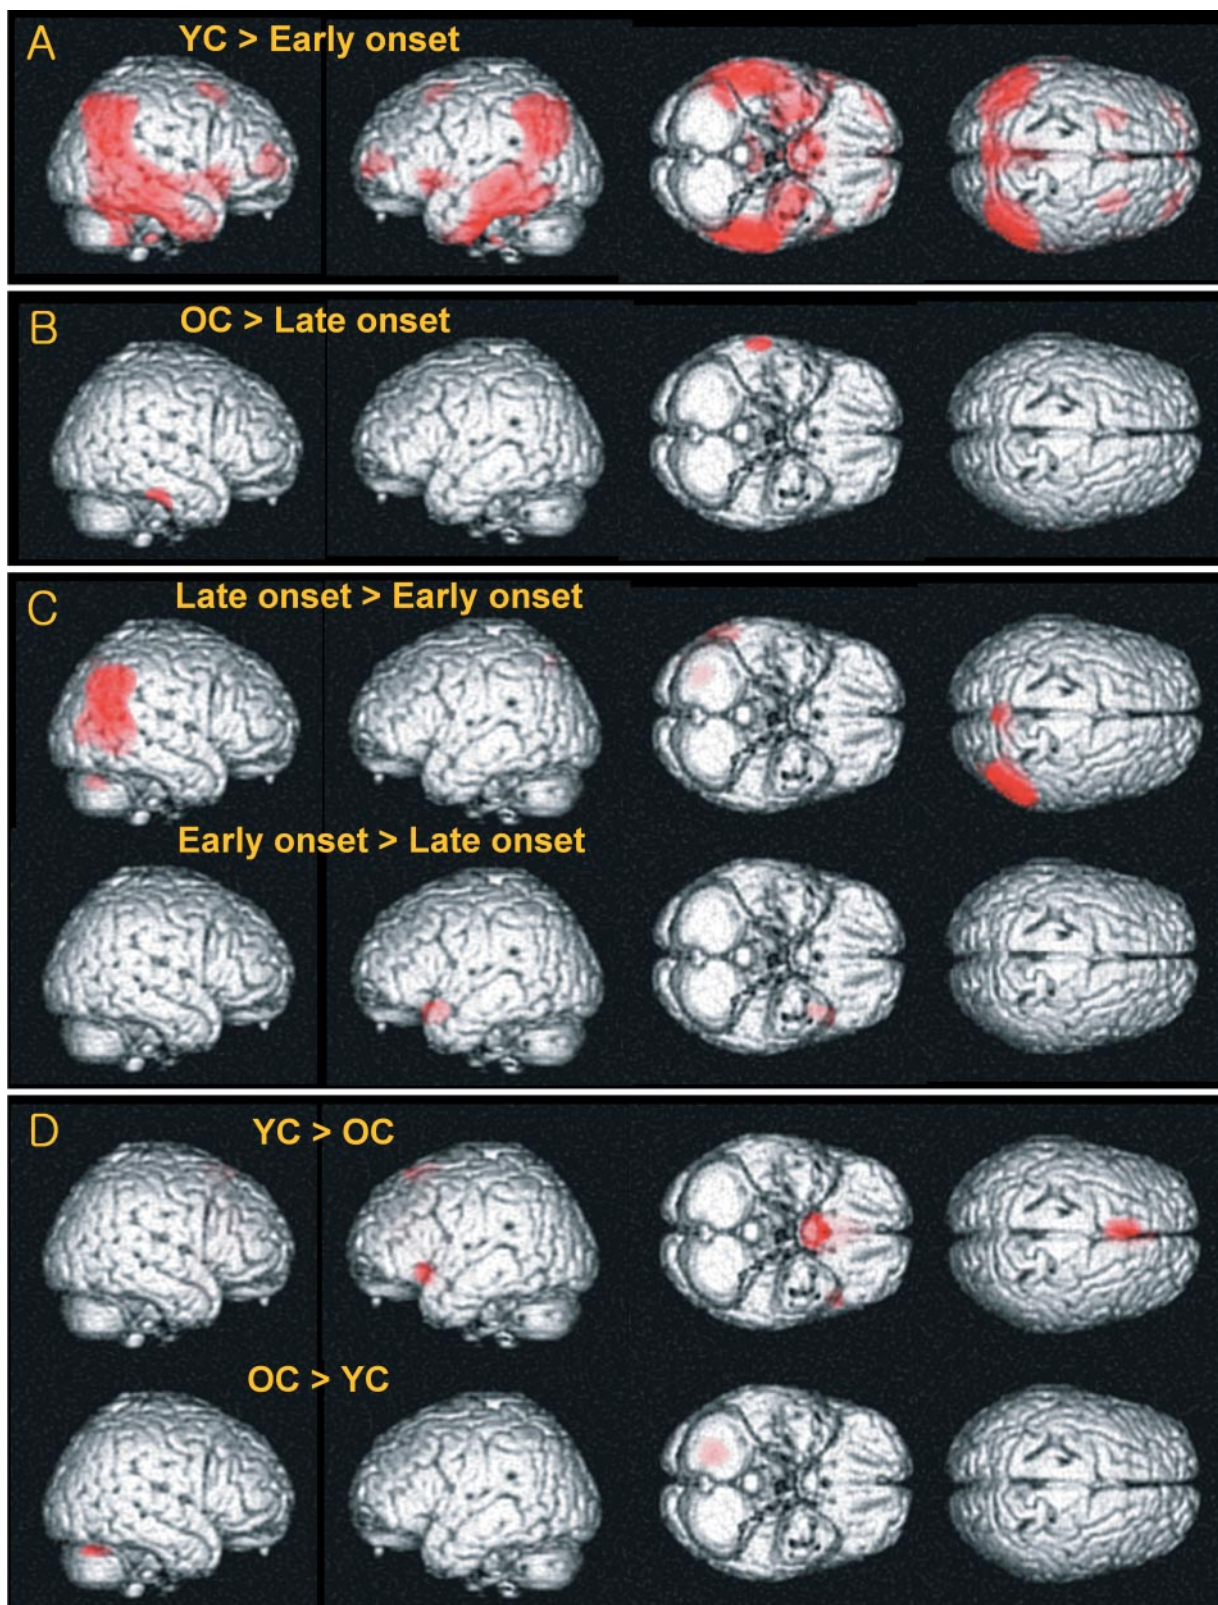 A
YC > Early onset
B
OC > Late onset
C
Late onset > Early onset
Early onset > Late onset
D
YC > OC
OC > YC